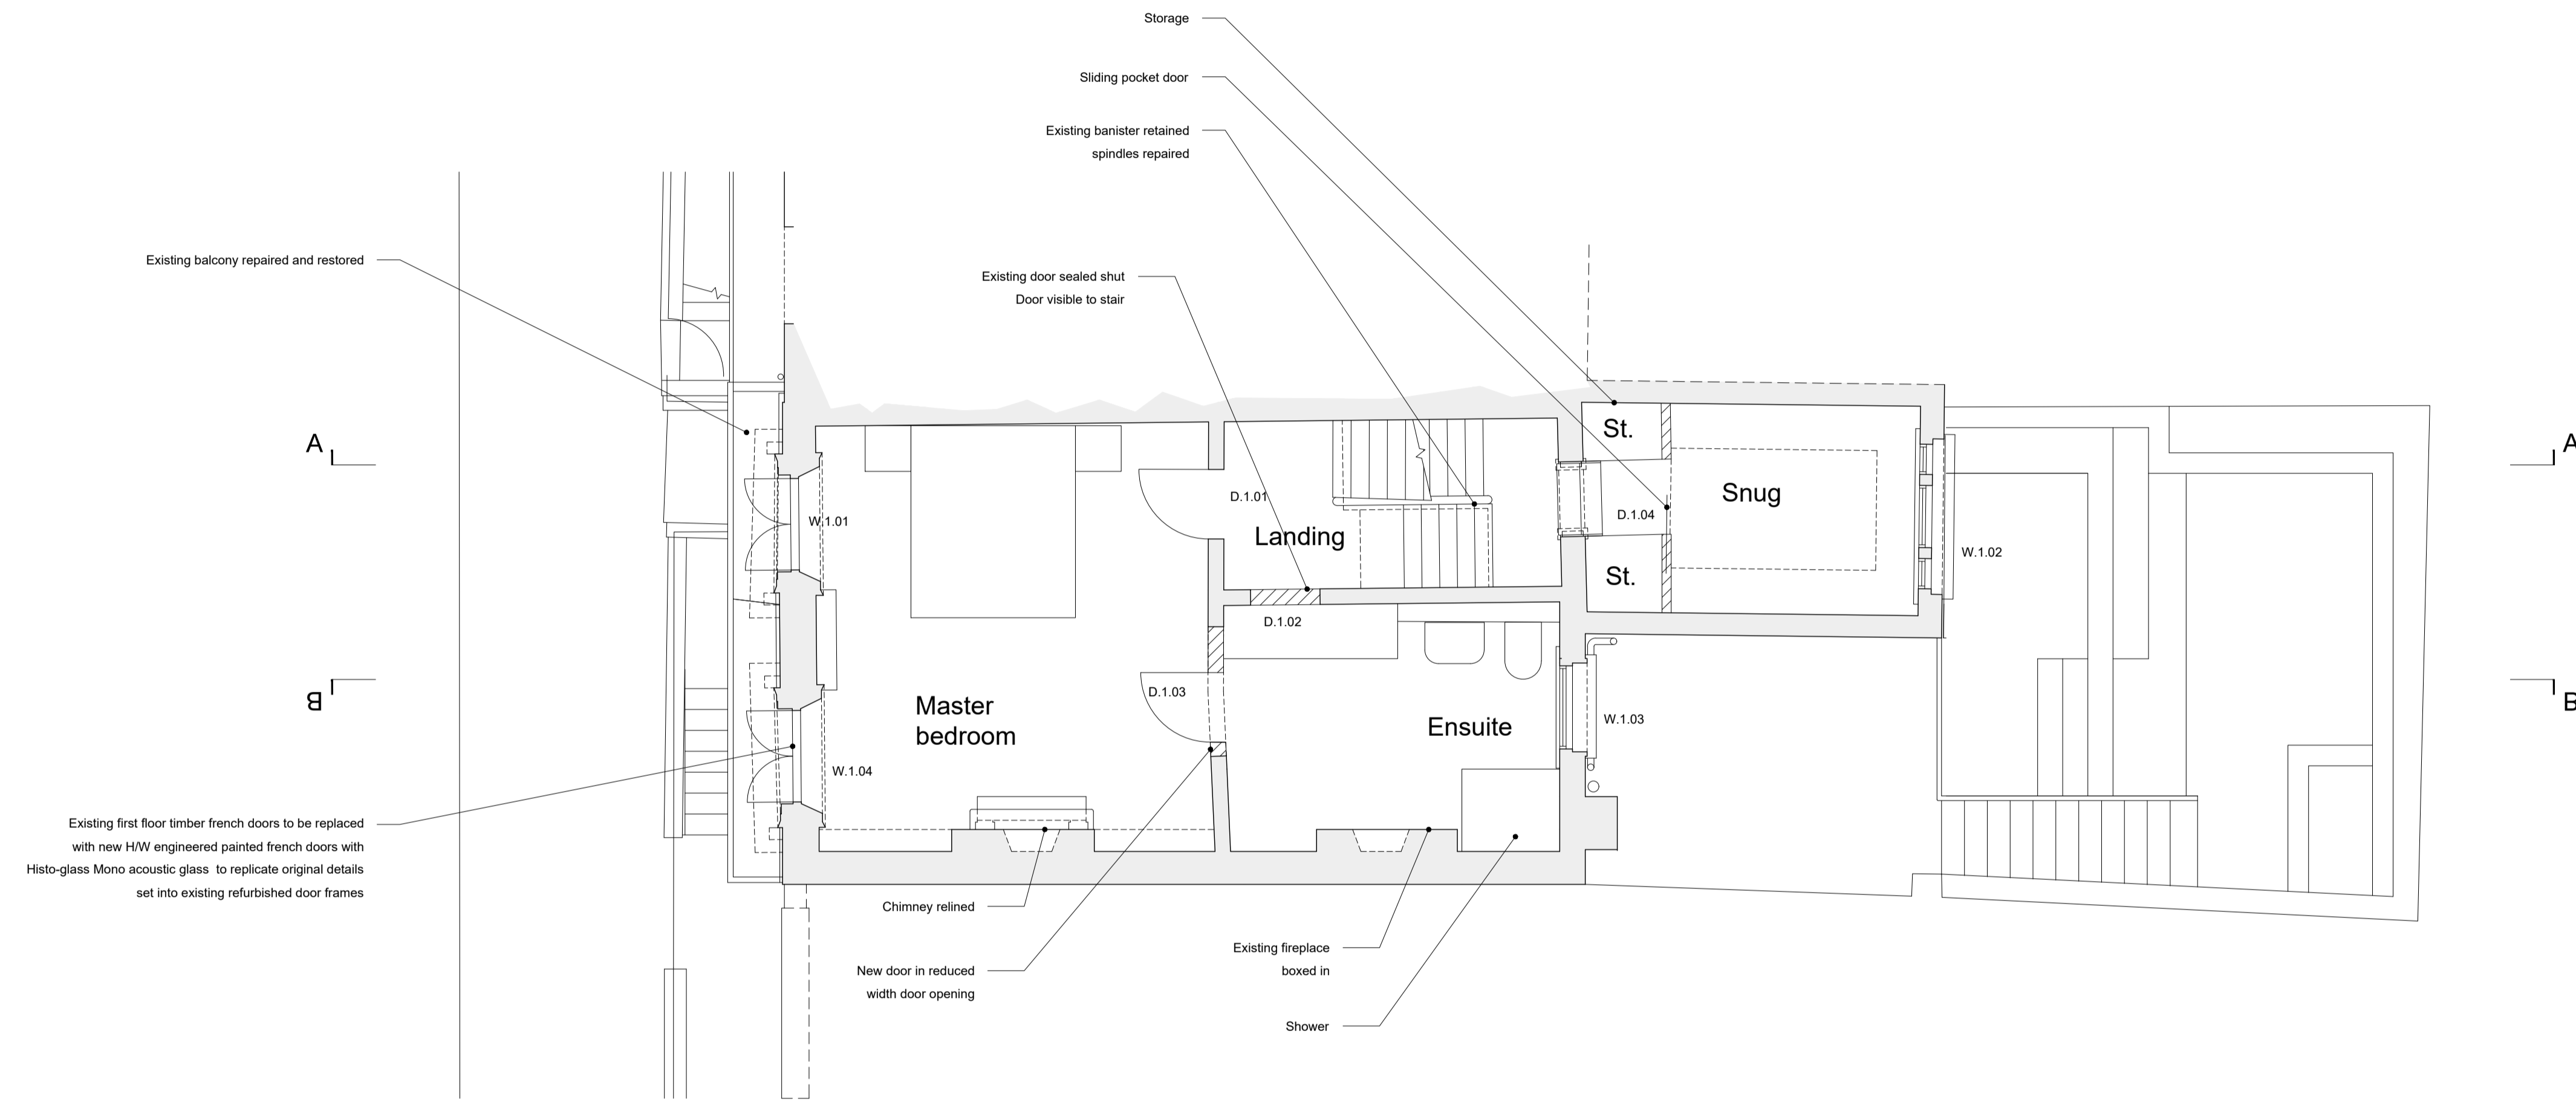 Storage
Sliding pocket door
Existing banister retained
spindles repaired
Existing balcony repaired and restored
Existing door sealed shut
Door visible to stair
A
A
St.
D.1.01
Snug
W.1.01
D.1.04
Landing
W.1.02
St.
D.1.02
B
D.1.03
B
Master
bedroom
Ensuite
W.1.03
W.1.04
Existing first floor timber french doors to be replaced
with new H/W engineered painted french doors with
Histo-glass Mono acoustic glass to replicate original details
set into existing refurbished door frames
Chimney relined
Existing fireplace
boxed in
New door in reduced
width door opening
Shower